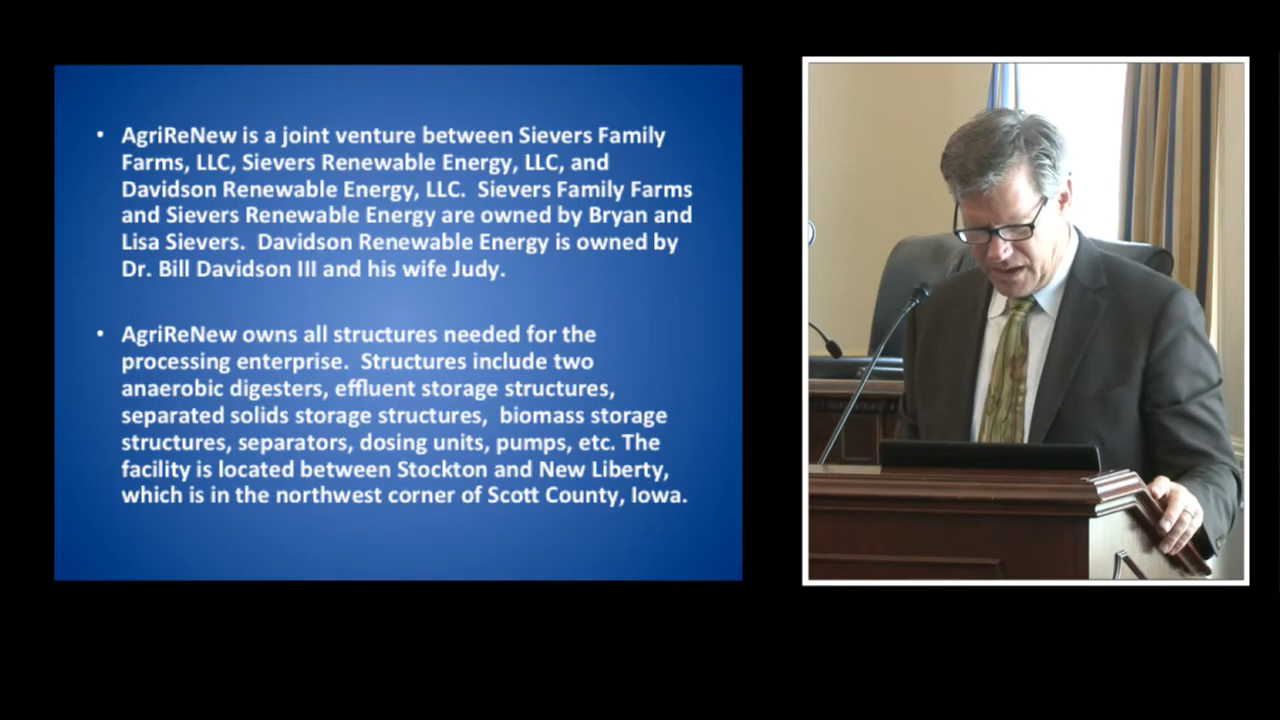 • AgriReNew is a joint venture between Sievers Family
Farms, LLC, Sievers Renewable Energy, LLC, and
Davidson Renewable Energy, LLC.  Sievers Family Farms
and Sievers Renewable Energy are owned by Bryan and
Lisa Sievers.  Davidson Renewable Energy is owned by
Dr. Bill Davidson III and his wife Judy.
• AgriReNew owns all structures needed for the
processing enterprise.  Structures include two
anaerobic digesters, effluent storage structures,
separated solids storage structures,  biomass storage
structures, separators, dosing units, pumps, etc. The
facility is located between Stockton and New Liberty,
which is in the northwest corner of Scott County, Iowa.